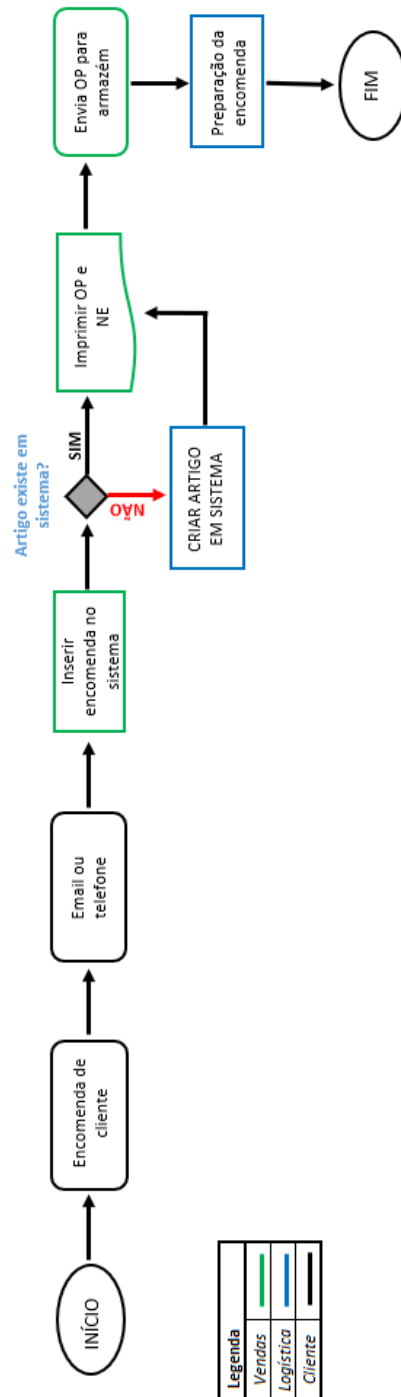 INÍCIO
Encomenda de
cliente
Email ou
telefone
Inserir
encomenda no
sistema
Artigo existe em
sistema?
SIM
NÃO
CRIAR ARTIGO
EM SISTEMA
Imprimir OP e
NE
Envia OP para
armazém
Preparação da
encomenda
FIM
Legenda
Vendas
Logística
Cliente